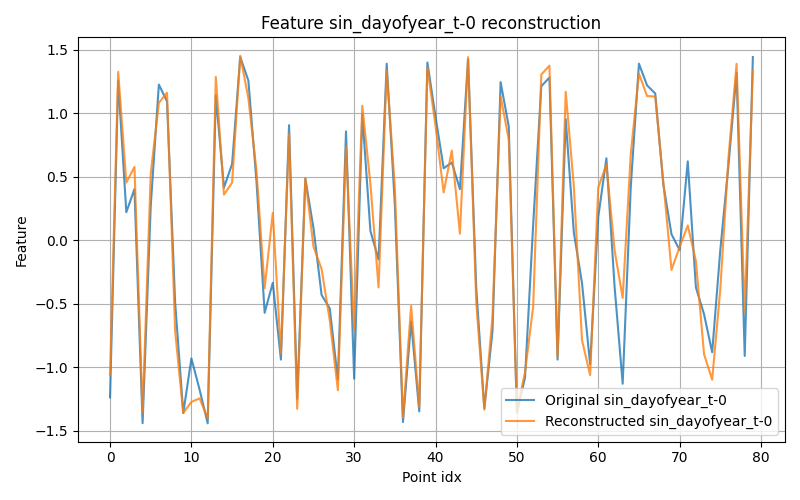 Feature sin_dayofyear_t-0 reconstruction
1.5
1.0
0.5
0.0
−0.5
−1.0
−1.5
Feature
0 10 20 30 40 50 60 70 80
Point idx
Original sin_dayofyear_t-0
Reconstructed sin_dayofyear_t-0